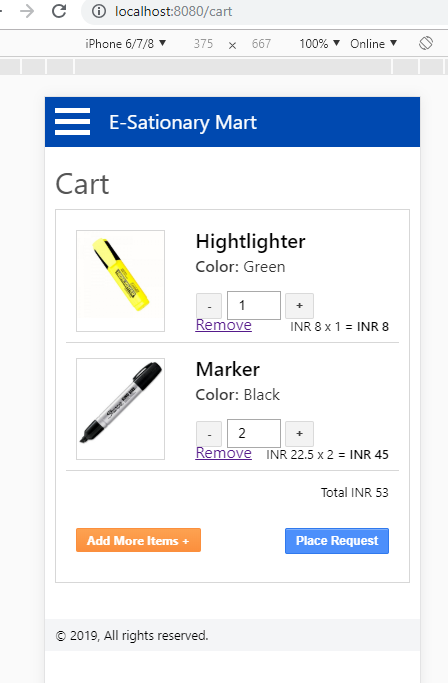 localhost:8080/cart
iPhone 6/7/8 ▼ 375 × 667 100% ▼ Online ▼
E-Sationary Mart
Cart
Hightlighter
Color: Green
- 1 +
Remove INR 8 x 1 = INR 8
Marker
Color: Black
- 2 +
Remove INR 22.5 x 2 = INR 45
Total INR 53
Add More Items + Place Request
© 2019, All rights reserved.